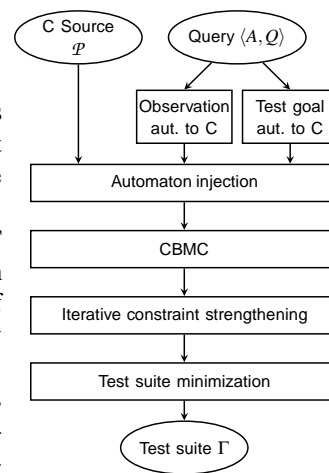 C Source
𝒫
Query ⟨A, Q⟩
Observation
aut. to C
Test goal
aut. to C
Automaton injection
CBMC
Iterative constraint strengthening
Test suite minimization
Test suite Γ